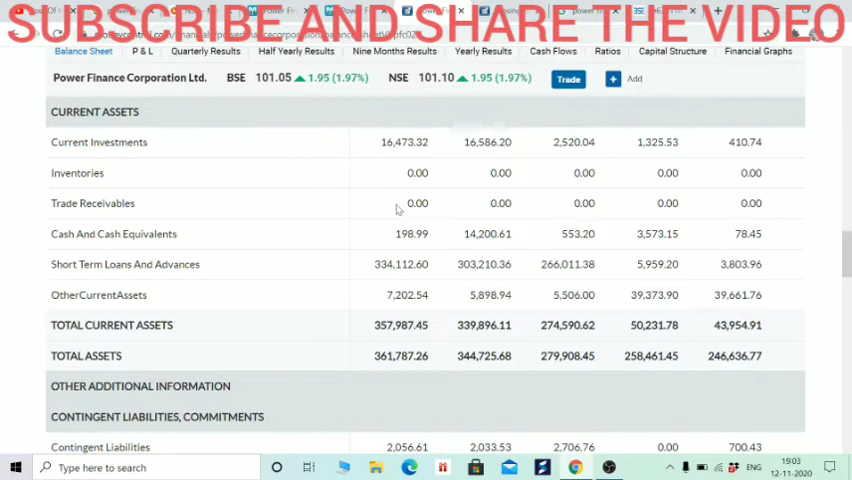 SUBSCRIBE AND SHARE THE VIDEO
Balance Sheet P & L Quarterly Results Half Yearly Results Nine Months Results Yearly Results Cash Flows Ratios Capital Structure Financial Graphs
Power Finance Corporation Ltd. BSE 101.05 ▲ 1.95 (1.97%) NSE 101.10 ▲ 1.95 (1.97%) Trade + Add
CURRENT ASSETS
Current Investments 16,473.32 16,586.20 2,520.04 1,325.53 410.74
Inventories 0.00 0.00 0.00 0.00 0.00
Trade Receivables 0.00 0.00 0.00 0.00 0.00
Cash And Cash Equivalents 198.99 14,200.61 553.20 3,573.15 78.45
Short Term Loans And Advances 334,112.60 303,210.36 266,011.38 5,959.20 3,803.96
OtherCurrentAssets 7,202.54 5,898.94 5,506.00 39,373.90 39,661.76
TOTAL CURRENT ASSETS 357,987.45 339,896.11 274,590.62 50,231.78 43,954.91
TOTAL ASSETS 361,787.26 344,725.68 279,908.45 258,461.45 246,636.77
OTHER ADDITIONAL INFORMATION
CONTINGENT LIABILITIES, COMMITMENTS
Contingent Liabilities 2,056.61 2,033.53 2,706.76 0.00 700.43
Type here to search
ENG
19:03
12-11-2020